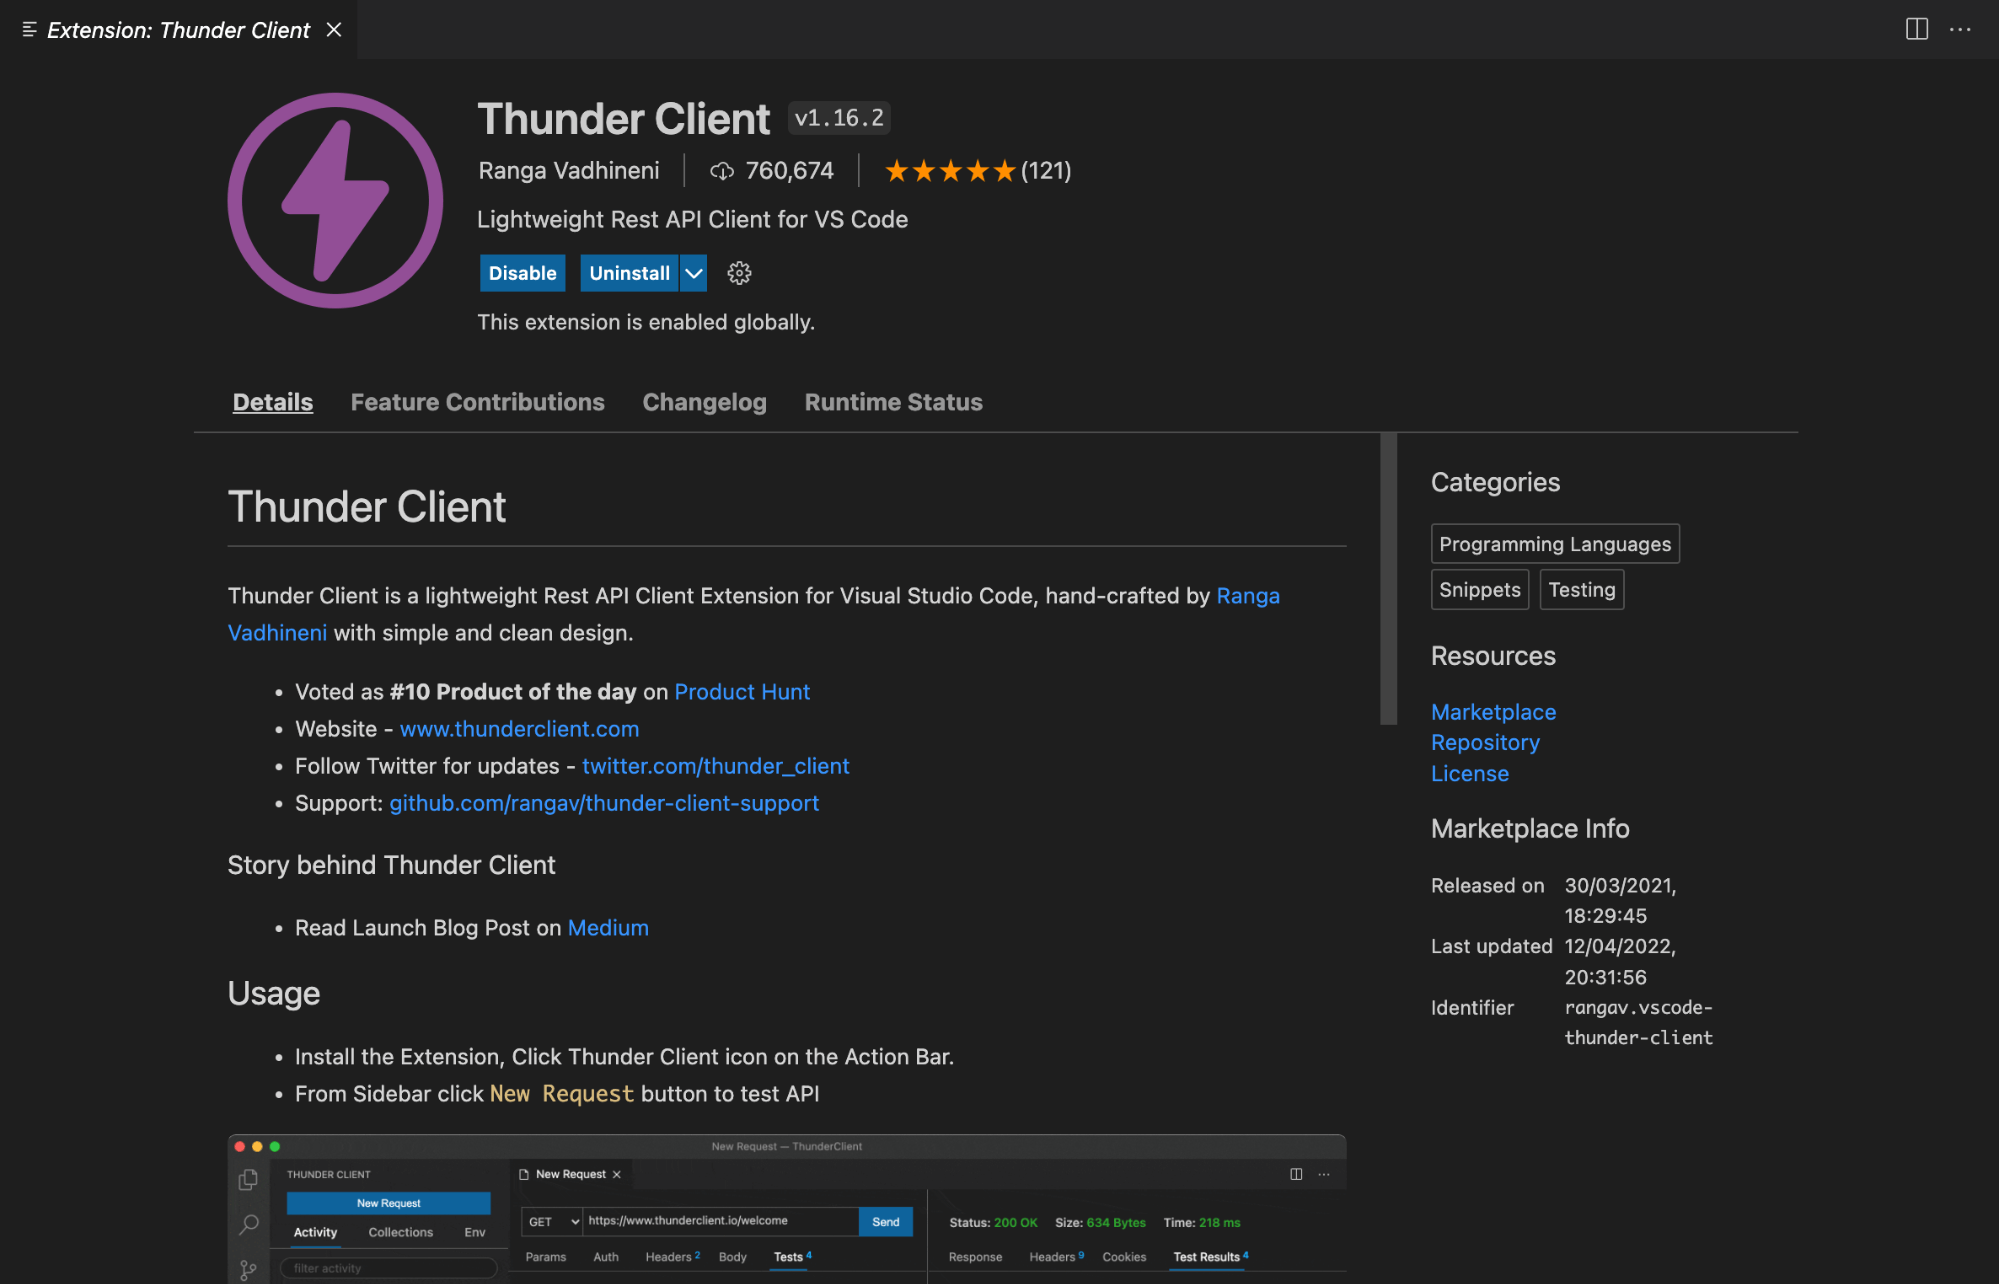 Extension: Thunder Client
Thunder Client v1.16.2
Ranga Vadhineni 760,674 ★★★★★(121)
Lightweight Rest API Client for VS Code
Disable Uninstall
This extension is enabled globally.
Details Feature Contributions Changelog Runtime Status
Thunder Client
Thunder Client is a lightweight Rest API Client Extension for Visual Studio Code, hand-crafted by Ranga
Vadhineni with simple and clean design.
• Voted as #10 Product of the day on Product Hunt
• Website - www.thunderclient.com
• Follow Twitter for updates - twitter.com/thunder_client
• Support: github.com/rangav/thunder-client-support
Story behind Thunder Client
• Read Launch Blog Post on Medium
Usage
• Install the Extension, Click Thunder Client icon on the Action Bar.
• From Sidebar click New Request button to test API
New Request — ThunderClient
THUNDER CLIENT
New Request
Activity Collections Env
filter activity
New Request
GET https://www.thunderclient.io/welcome Send
Params Auth Headers 2 Body Tests 4
Status: 200 OK Size: 634 Bytes Time: 218 ms
Response Headers 9 Cookies Test Results 4
Categories
Programming Languages
Snippets Testing
Resources
Marketplace
Repository
License
Marketplace Info
Released on 30/03/2021,
18:29:45
Last updated 12/04/2022,
20:31:56
Identifier rangav.vscode-
thunder-client